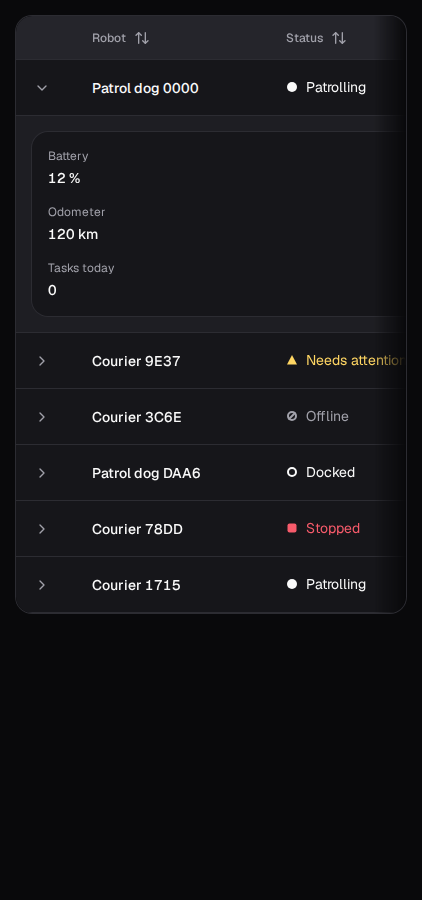 Robot Status
Patrol dog 0000 Patrolling
Battery
12 %
Odometer
120 km
Tasks today
0
Courier 9E37 Needs attention
Courier 3C6E Offline
Patrol dog DAA6 Docked
Courier 78DD Stopped
Courier 1715 Patrolling